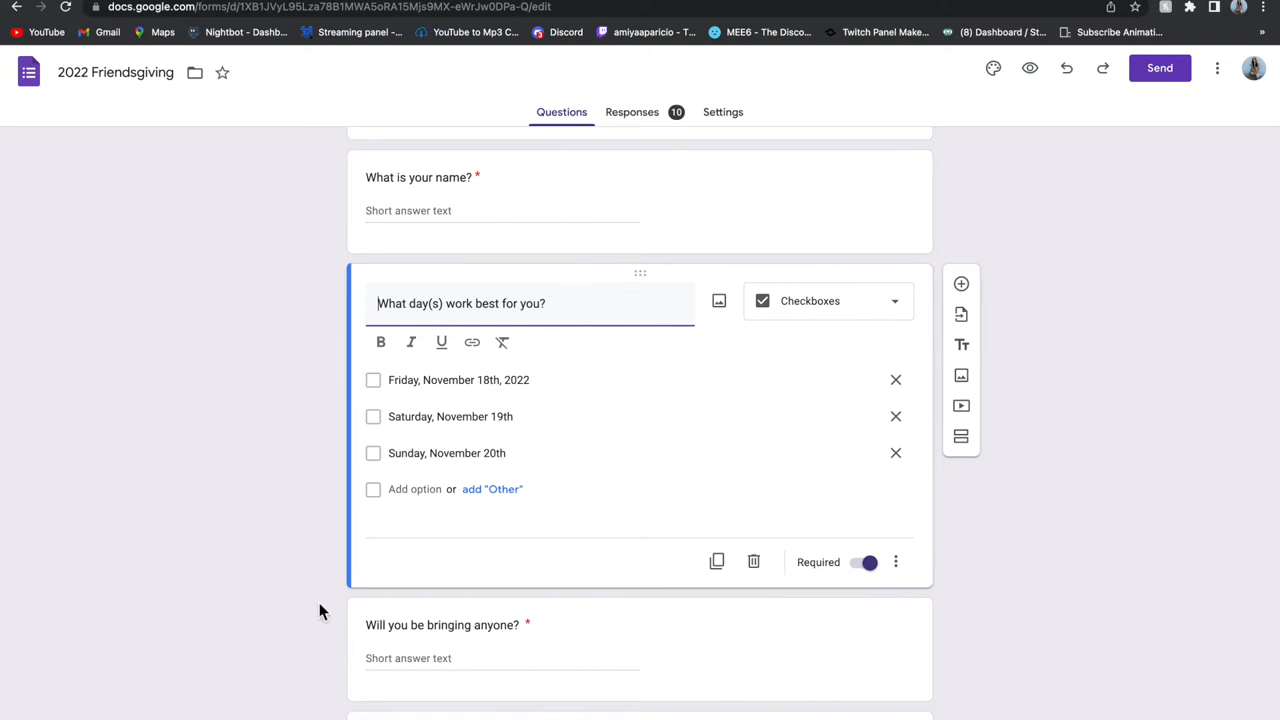 docs.google.com/forms/d/1XB1JVyL95Lza78B1MWA5oRA15Mjs9MX-eWrJw0DPa-Q/edit
YouTube
Gmail
Maps
Nightbot - Dashb...
Streaming panel -...
YouTube to Mp3 C...
Discord
amiyaaparicio - T...
MEE6 - The Disco...
Twitch Panel Make...
(8) Dashboard / St...
Subscribe Animati...
»
2022 Friendsgiving
Send
Questions
Responses 10
Settings
What is your name? *
Short answer text
What day(s) work best for you?
Checkboxes
B I U
Friday, November 18th, 2022
Saturday, November 19th
Sunday, November 20th
Add option or add "Other"
Required
Tт
Will you be bringing anyone? *
Short answer text